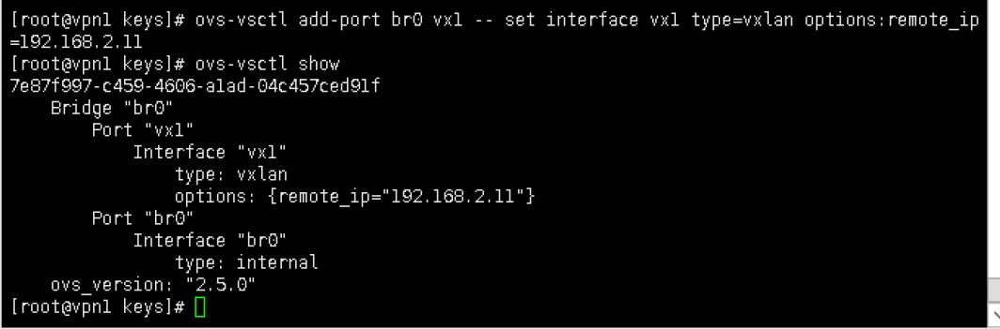 [root@vpn1 keys]# ovs-vsctl add-port br0 vx1 -- set interface vx1 type=vxlan options:remote_ip
=192.168.2.11
[root@vpn1 keys]# ovs-vsctl show
7e87f997-c459-4606-a1ad-04c457ced91f
    Bridge "br0"
        Port "vx1"
            Interface "vx1"
                type: vxlan
                options: {remote_ip="192.168.2.11"}
        Port "br0"
            Interface "br0"
                type: internal
    ovs_version: "2.5.0"
[root@vpn1 keys]#